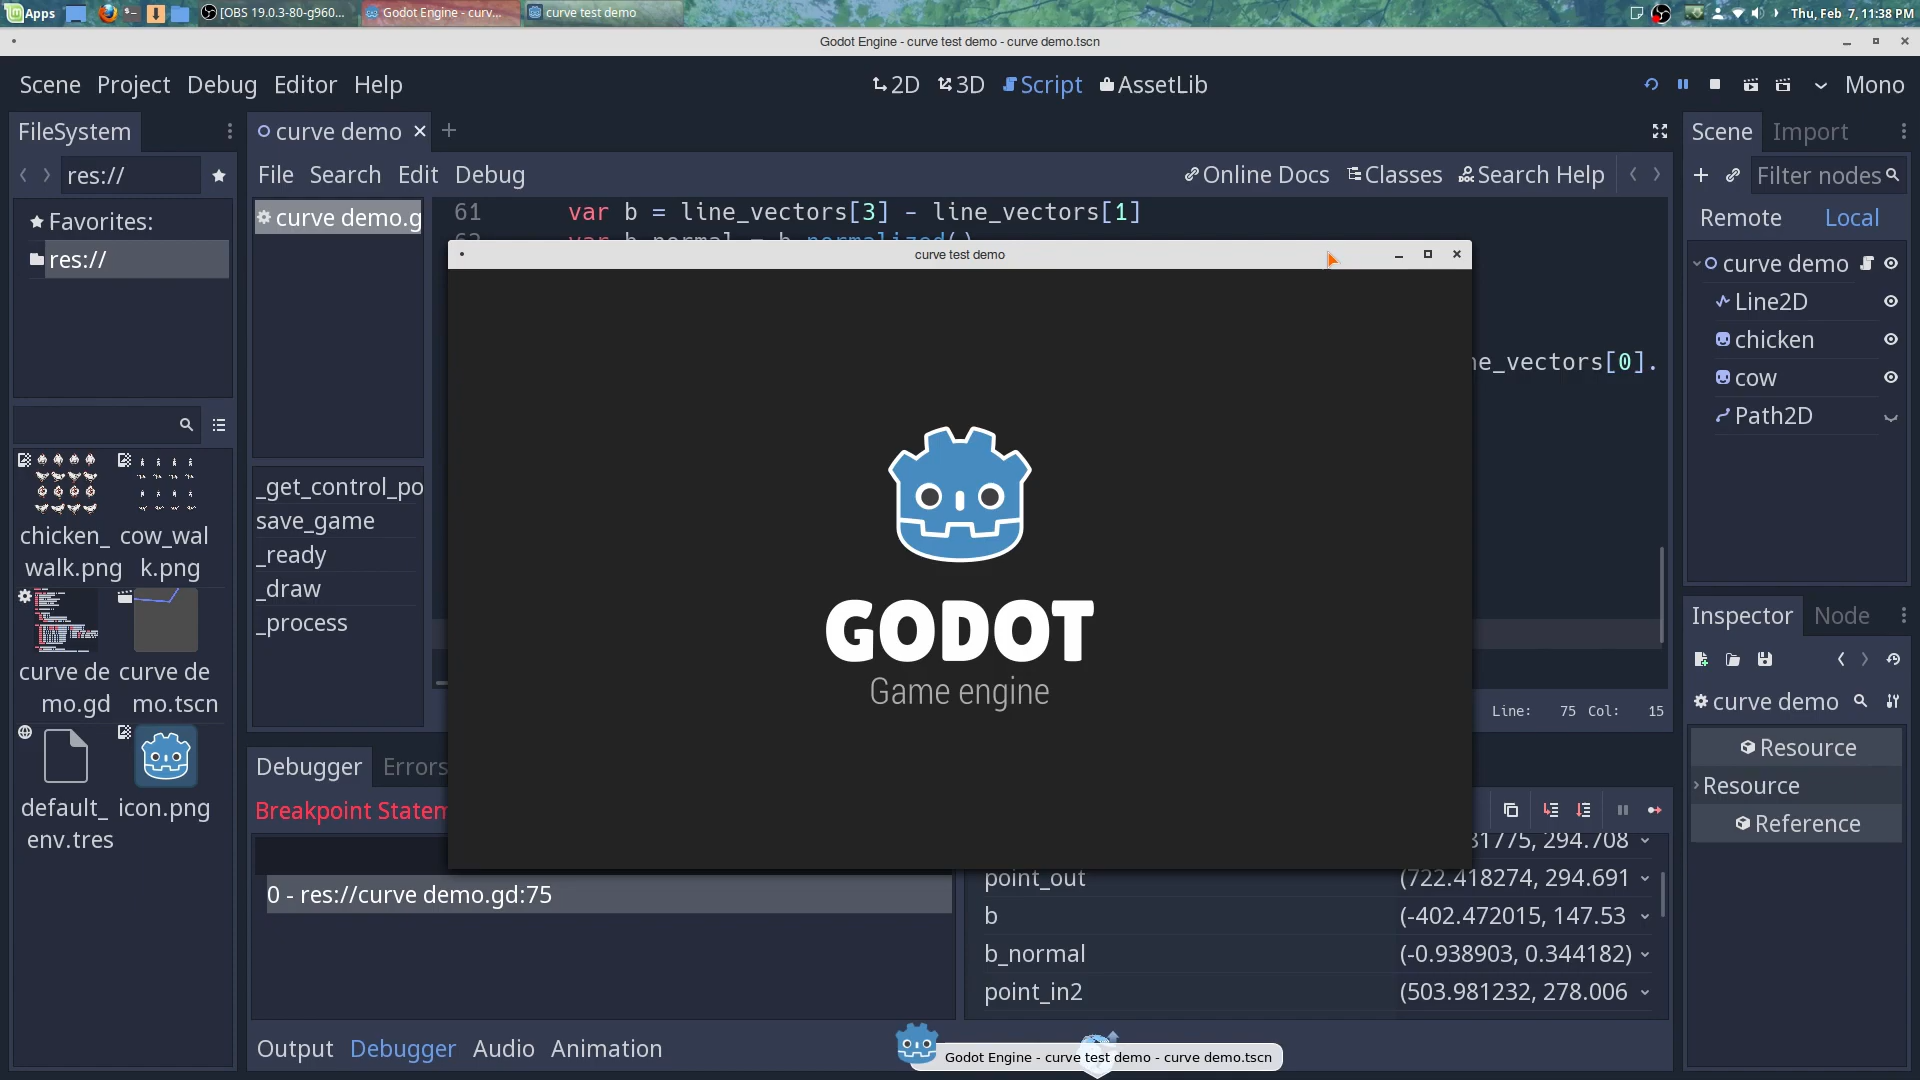 Apps
[OBS 19.0.3-80-g960...
Godot Engine - curv...
curve test demo
Thu, Feb 7, 11:38 PM
Godot Engine - curve test demo - curve demo.tscn
Scene Project Debug Editor Help
2D 3D Script AssetLib
Mono
FileSystem
curve demo
Scene Import
res://
File Search Edit Debug
Online Docs Classes Search Help
Filter nodes
Favorites:
res://
curve demo.g
61 var b = line_vectors[3] - line_vectors[1]
Remote Local
curve test demo
curve demo
Line2D
chicken
cow
Path2D
ne_vectors[0].
GODOT
Game engine
_get_control_po
save_game
_ready
_draw
_process
chicken_
walk.png
cow_wal
k.png
curve de
mo.gd
curve de
mo.tscn
default_
env.tres
icon.png
Inspector Node
curve demo
Resource
Resource
Reference
Line: 75 Col: 15
Debugger Errors
Breakpoint Statem
0 - res://curve demo.gd:75
31775, 294.708
point_out (722.418274, 294.691
b (-402.472015, 147.53
b_normal (-0.938903, 0.344182)
point_in2 (503.981232, 278.006
Output Debugger Audio Animation
Godot Engine - curve test demo - curve demo.tscn